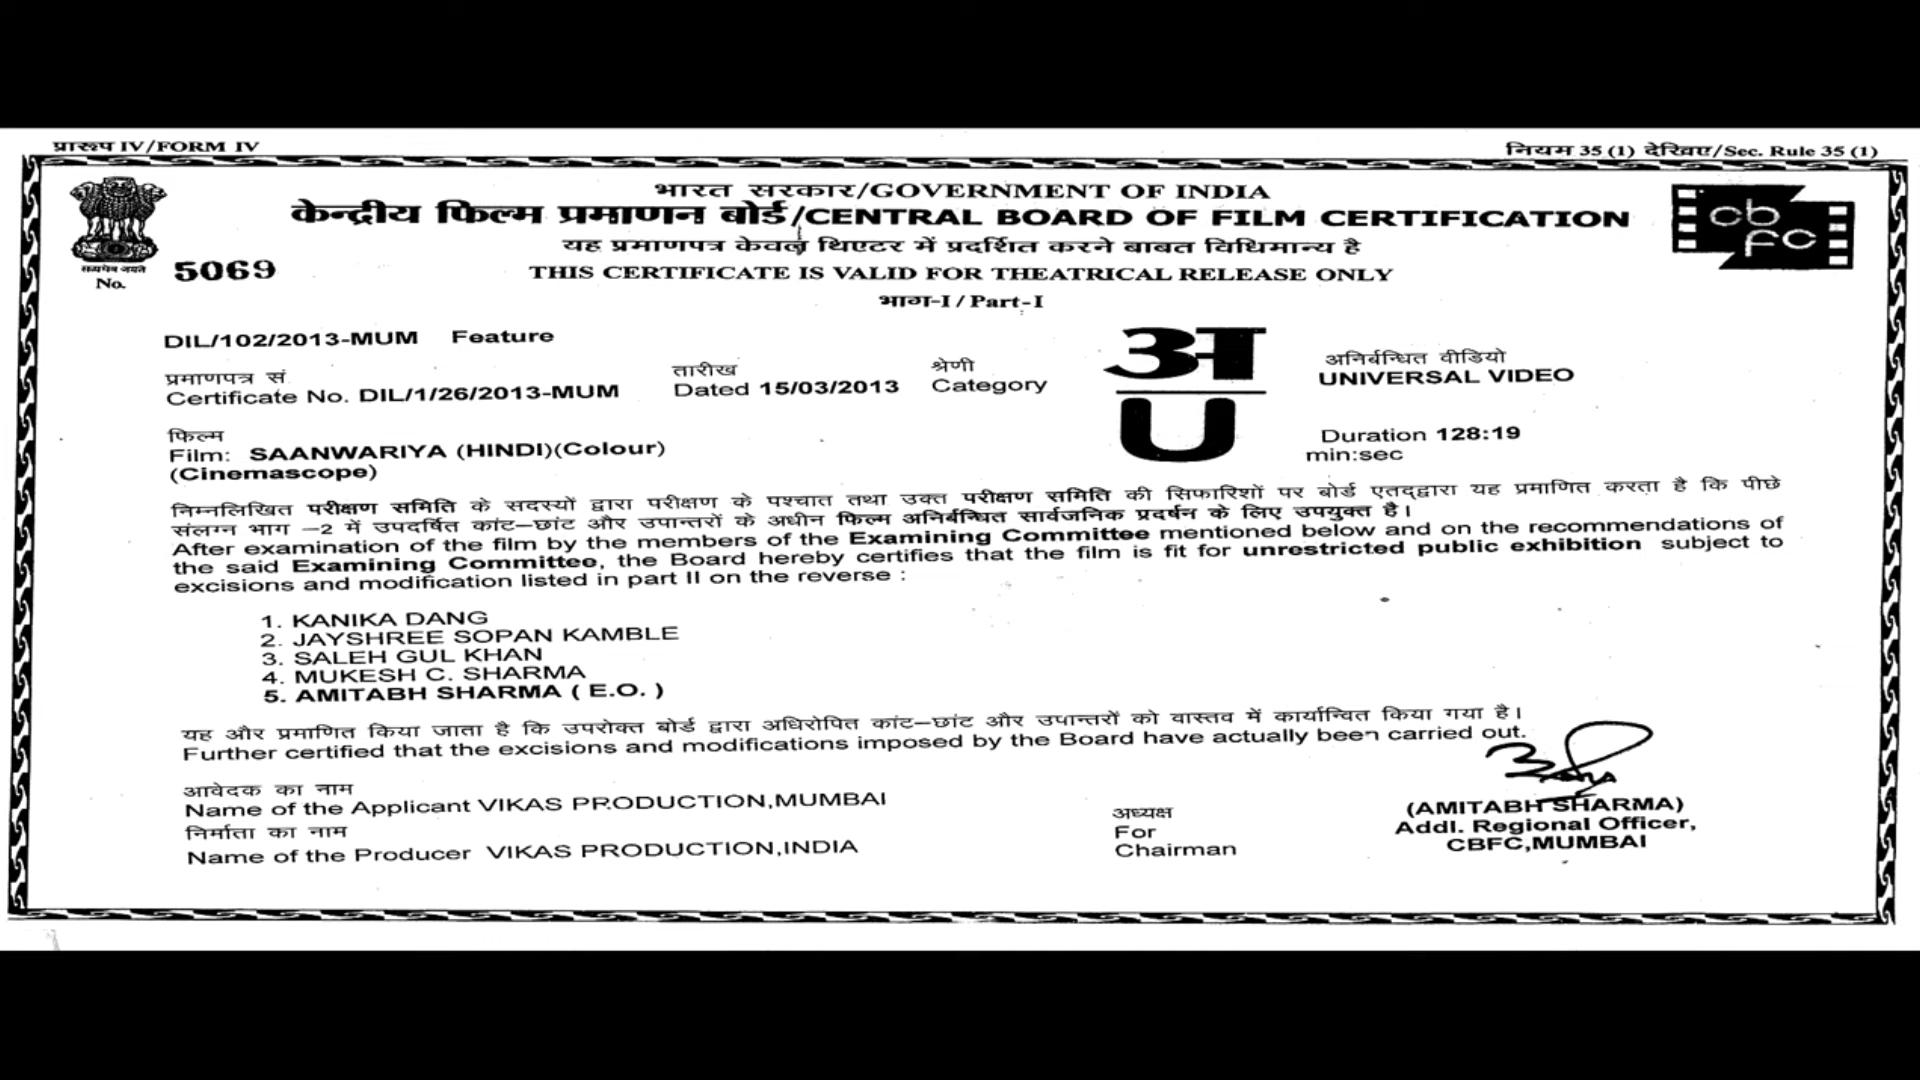 प्रारूप IV/FORM IV
नियम 35 (1) देखिए/Sec. Rule 35 (1)
भारत सरकार/GOVERNMENT OF INDIA
केन्द्रीय फिल्म प्रमाणन बोर्ड/CENTRAL BOARD OF FILM CERTIFICATION
cbfc
यह प्रमाणपत्र केवल थिएटर में प्रदर्शित करने बाबत विधिमान्य है
सत्यमेव जयते
No. 5069
THIS CERTIFICATE IS VALID FOR THEATRICAL RELEASE ONLY
भाग-I / Part-I
DIL/102/2013-MUM Feature
प्रमाणपत्र सं. तारीख श्रेणी अ अनिर्बन्धित वीडियो
Certificate No. DIL/1/26/2013-MUM Dated 15/03/2013 Category U UNIVERSAL VIDEO
फिल्म
Film: SAANWARIYA (HINDI)(Colour) Duration 128:19
(Cinemascope) min:sec
निम्नलिखित परीक्षण समिति के सदस्यों द्वारा परीक्षण के पश्चात तथा उक्त परीक्षण समिति की सिफारिशों पर बोर्ड एतद्द्वारा यह प्रमाणित करता है कि पीछे
संलग्न भाग –2 में उपदर्षित कांट–छांट और उपान्तरों के अधीन फिल्म अनिर्बन्धित सार्वजनिक प्रदर्षन के लिए उपयुक्त है।
After examination of the film by the members of the Examining Committee mentioned below and on the recommendations of
the said Examining Committee, the Board hereby certifies that the film is fit for unrestricted public exhibition subject to
excisions and modification listed in part II on the reverse :
1. KANIKA DANG
2. JAYSHREE SOPAN KAMBLE
3. SALEH GUL KHAN
4. MUKESH C. SHARMA
5. AMITABH SHARMA ( E.O. )
यह और प्रमाणित किया जाता है कि उपरोक्त बोर्ड द्वारा अधिरोपित कांट–छांट और उपान्तरों को वास्तव में कार्यान्वित किया गया है।
Further certified that the excisions and modifications imposed by the Board have actually been carried out.
आवेदक का नाम
Name of the Applicant VIKAS PRODUCTION,MUMBAI
निर्माता का नाम
Name of the Producer VIKAS PRODUCTION,INDIA
अध्यक्ष
For
Chairman
(AMITABH SHARMA)
Addl. Regional Officer,
CBFC,MUMBAI